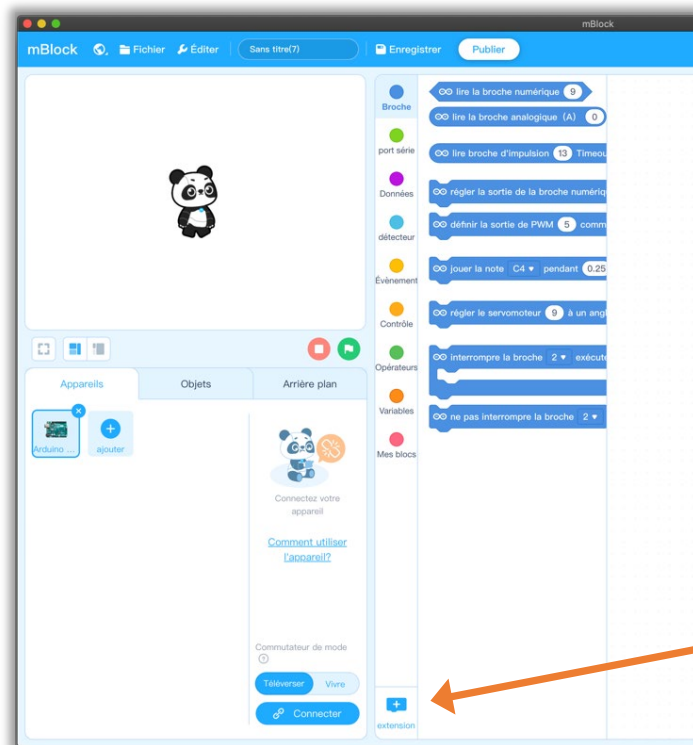 mBlock
mBlock Fichier Éditer Sans titre(7) Enregistrer Publier
Broche
port série
Données
détecteur
Évènement
Contrôle
Opérateurs
Variables
Mes blocs
extension
lire la broche numérique 9
lire la broche analogique (A) 0
lire broche d'impulsion 13 Timeou
régler la sortie de la broche numériq
définir la sortie de PWM 5 comm
jouer la note C4 pendant 0.25
régler le servomoteur 9 à un angl
interrompre la broche 2 exécute
ne pas interrompre la broche 2
Appareils Objets Arrière plan
Arduino ...
ajouter
Connectez votre
appareil
Comment utiliser
l'appareil?
Commutateur de mode
?
Téléverser Vivre
Connecter